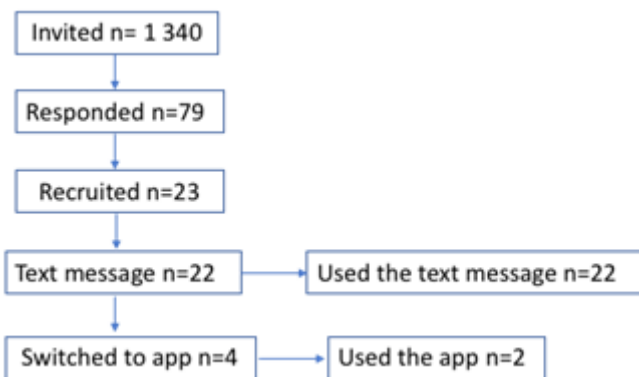 Invited n= 1 340
Responded n=79
Recruited n=23
Text message n=22
Used the text message n=22
Switched to app n=4
Used the app n=2